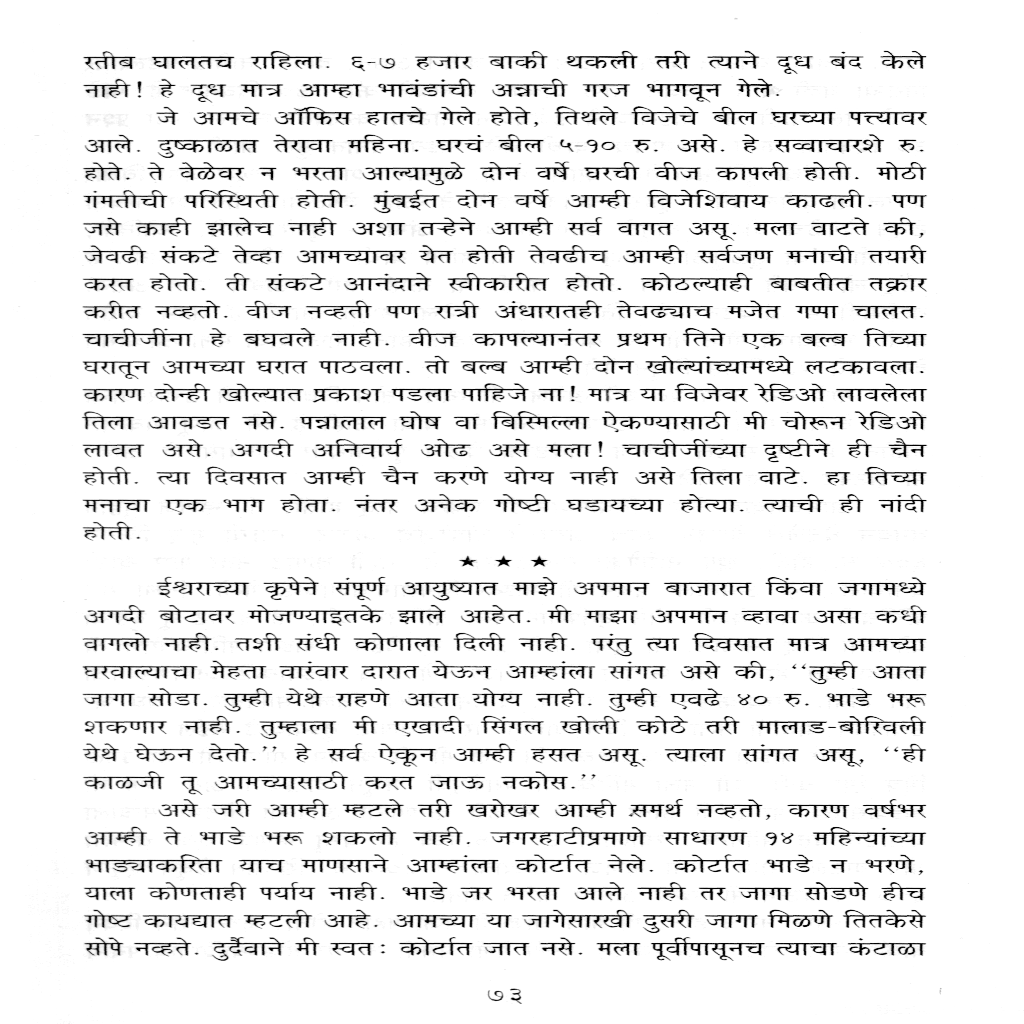 रतीब घालतच राहिला. ६-७ हजार बाकी थकली तरी त्याने दूध बंद केले
नाही! हे दूध मात्र आम्हा भावंडांची अन्नाची गरज भागवून गेले.
जे आमचे ऑफिस हातचे गेले होते, तिथले विजेचे बील घरच्या पत्त्यावर
आले. दुष्काळात तेरावा महिना. घरचं बील ५-१० रु. असे. हे सव्वाचारशे रु.
होते. ते वेळेवर न भरता आल्यामुळे दोन वर्षे घरची वीज कापली होती. मोठी
गंमतीची परिस्थिती होती. मुंबईत दोन वर्षे आम्ही विजेशिवाय काढली. पण
जसे काही झालेच नाही अशा तऱ्हेने आम्ही सर्व वागत असू. मला वाटते की,
जेवढी संकटे तेव्हा आमच्यावर येत होती तेवढीच आम्ही सर्वजण मनाची तयारी
करत होतो. ती संकटे आनंदाने स्वीकारीत होतो. कोठल्याही बाबतीत तक्रार
करीत नव्हतो. वीज नव्हती पण रात्री अंधारातही तेवढ्याच मजेत गप्पा चालत.
चाचीजींना हे बघवले नाही. वीज कापल्यानंतर प्रथम तिने एक बल्ब तिच्या
घरातून आमच्या घरात पाठवला. तो बल्ब आम्ही दोन खोल्यांच्यामध्ये लटकावला.
कारण दोन्ही खोल्यात प्रकाश पडला पाहिजे ना! मात्र या विजेवर रेडिओ लावलेला
तिला आवडत नसे. पन्नालाल घोष वा बिस्मिल्ला ऐकण्यासाठी मी चोरून रेडिओ
लावत असे. अगदी अनिवार्य ओढ असे मला! चाचीजींच्या दृष्टीने ही चैन
होती. त्या दिवसात आम्ही चैन करणे योग्य नाही असे तिला वाटे. हा तिच्या
मनाचा एक भाग होता. नंतर अनेक गोष्टी घडायच्या होत्या. त्याची ही नांदी
होती.
★ ★ ★
ईश्वराच्या कृपेने संपूर्ण आयुष्यात माझे अपमान बाजारात किंवा जगामध्ये
अगदी बोटावर मोजण्याइतके झाले आहेत. मी माझा अपमान व्हावा असा कधी
वागलो नाही. तशी संधी कोणाला दिली नाही. परंतु त्या दिवसात मात्र आमच्या
घरवाल्याचा मेहता वारंवार दारात येऊन आम्हांला सांगत असे की, ‘‘तुम्ही आता
जागा सोडा. तुम्ही येथे राहणे आता योग्य नाही. तुम्ही एवढे ४० रु. भाडे भरू
शकणार नाही. तुम्हाला मी एखादी सिंगल खोली कोठे तरी मालाड-बोरिवली
येथे घेऊन देतो.’’ हे सर्व ऐकून आम्ही हसत असू. त्याला सांगत असू, ‘‘ही
काळजी तू आमच्यासाठी करत जाऊ नकोस.’’
असे जरी आम्ही म्हटले तरी खरोखर आम्ही समर्थ नव्हतो, कारण वर्षभर
आम्ही ते भाडे भरू शकलो नाही. जगरहाटीप्रमाणे साधारण १४ महिन्यांच्या
भाड्याकरिता याच माणसाने आम्हांला कोर्टात नेले. कोर्टात भाडे न भरणे,
याला कोणताही पर्याय नाही. भाडे जर भरता आले नाही तर जागा सोडणे हीच
गोष्ट कायद्यात म्हटली आहे. आमच्या या जागेसारखी दुसरी जागा मिळणे तितकेसे
सोपे नव्हते. दुर्दैवाने मी स्वतः कोर्टात जात नसे. मला पूर्वीपासूनच त्याचा कंटाळा
७३